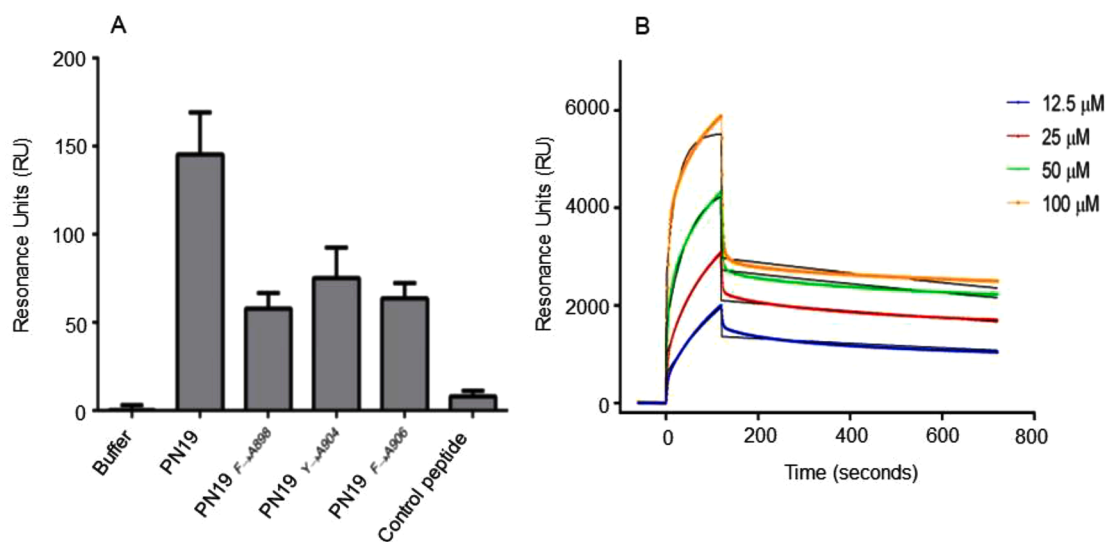 A
Resonance Units (RU)
200
150
100
50
0
Buffer
PN19
PN19 F→A898
PN19 Y→A904
PN19 F→A906
Control peptide
B
Resonance Units (RU)
6000
4000
2000
0
0
200
400
600
800
Time (seconds)
12.5 μM
25 μM
50 μM
100 μM